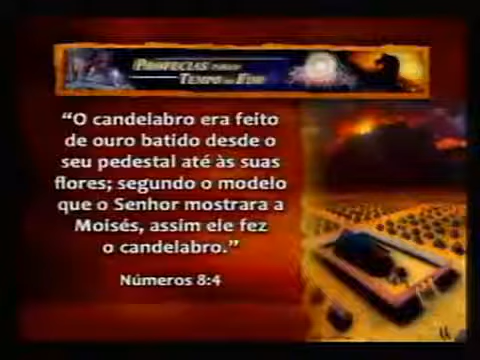 PROFECIAS PARA O
TEMPO DO FIM
“O candelabro era feito
de ouro batido desde o
seu pedestal até às suas
flores; segundo o modelo
que o Senhor mostrara a
Moisés, assim ele fez
o candelabro.”
Números 8:4